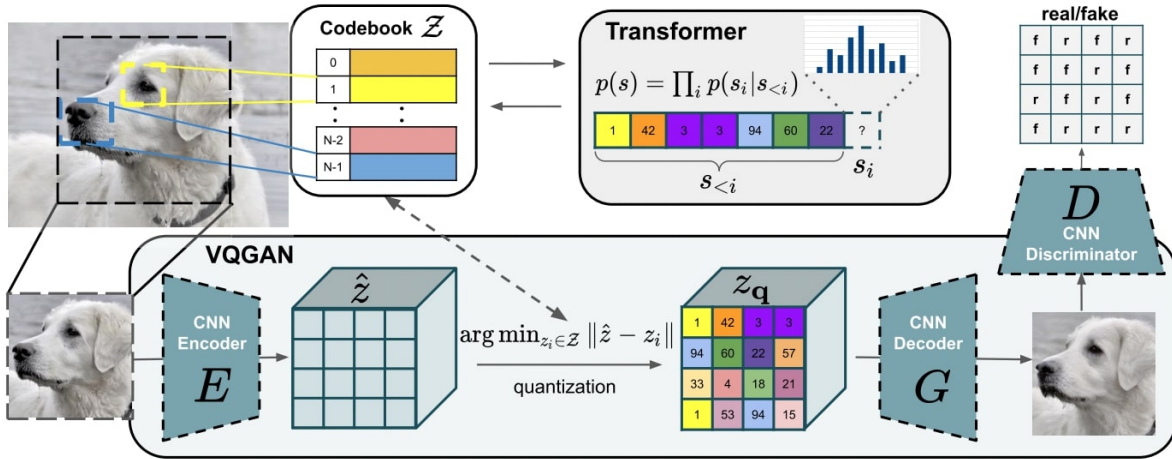 Codebook 𝒵
0
1
⋮ ⋮
N-2
N-1
Transformer
p(s) = ∏ᵢ p(sᵢ|s<ᵢ)
1 42 3 3 94 60 22 ?
s<ᵢ
sᵢ
real/fake
f r f r
f f r f
r f r f
f r r r
D
CNN
Discriminator
VQGAN
CNN
Encoder
E
ẑ
arg min_{zᵢ∈𝒵} ‖ẑ − zᵢ‖
quantization
z_𝐪
1 42 3 3
94 60 22 57
33 4 18 21
1 53 94 15
CNN
Decoder
G